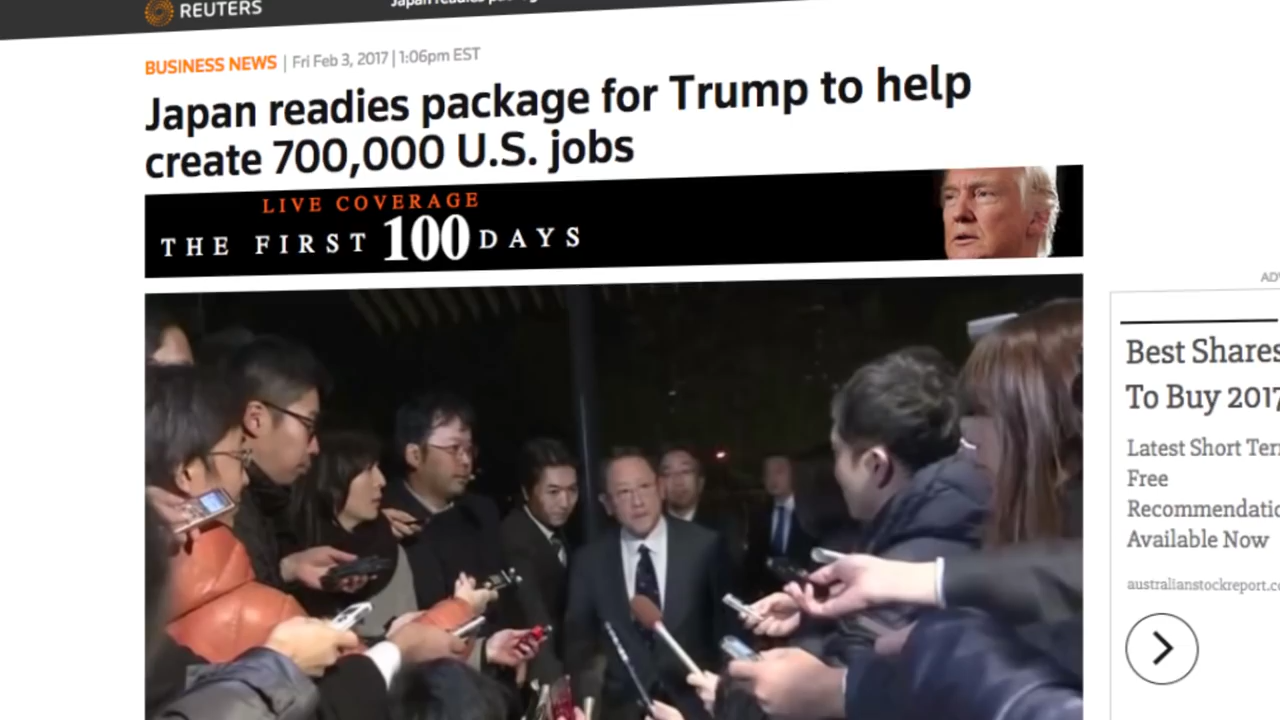 REUTERS
BUSINESS NEWS | Fri Feb 3, 2017 | 1:06pm EST
Japan readies package for Trump to help
create 700,000 U.S. jobs
LIVE COVERAGE
THE FIRST 100 DAYS
Best Shares
To Buy 2017
Latest Short Ter
Free
Recommendatio
Available Now
australianstockreport.co